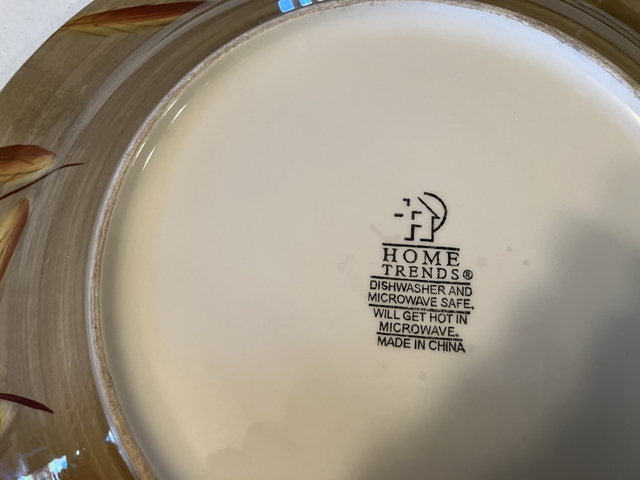 HOME
TRENDS®
DISHWASHER AND
MICROWAVE SAFE.
WILL GET HOT IN
MICROWAVE.
MADE IN CHINA